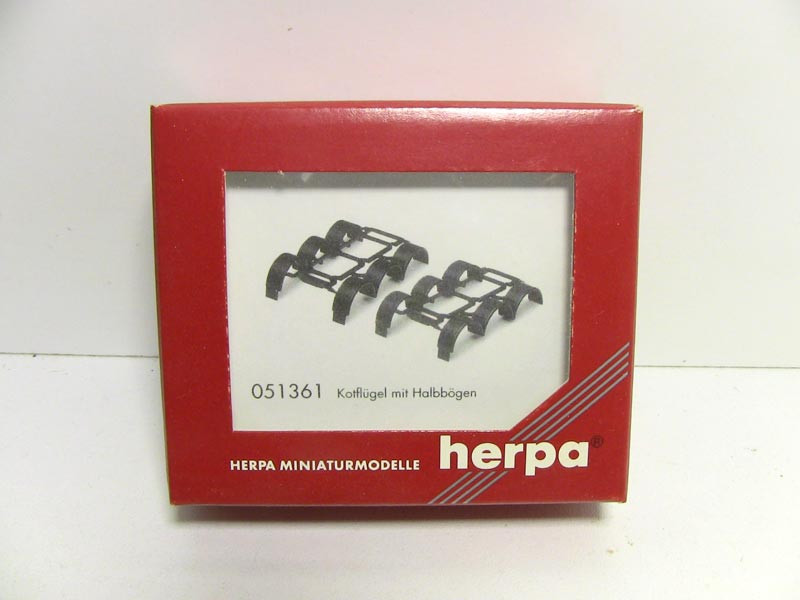 051361 Kotflügel mit Halbbögen
HERPA MINIATURMODELLE herpa®